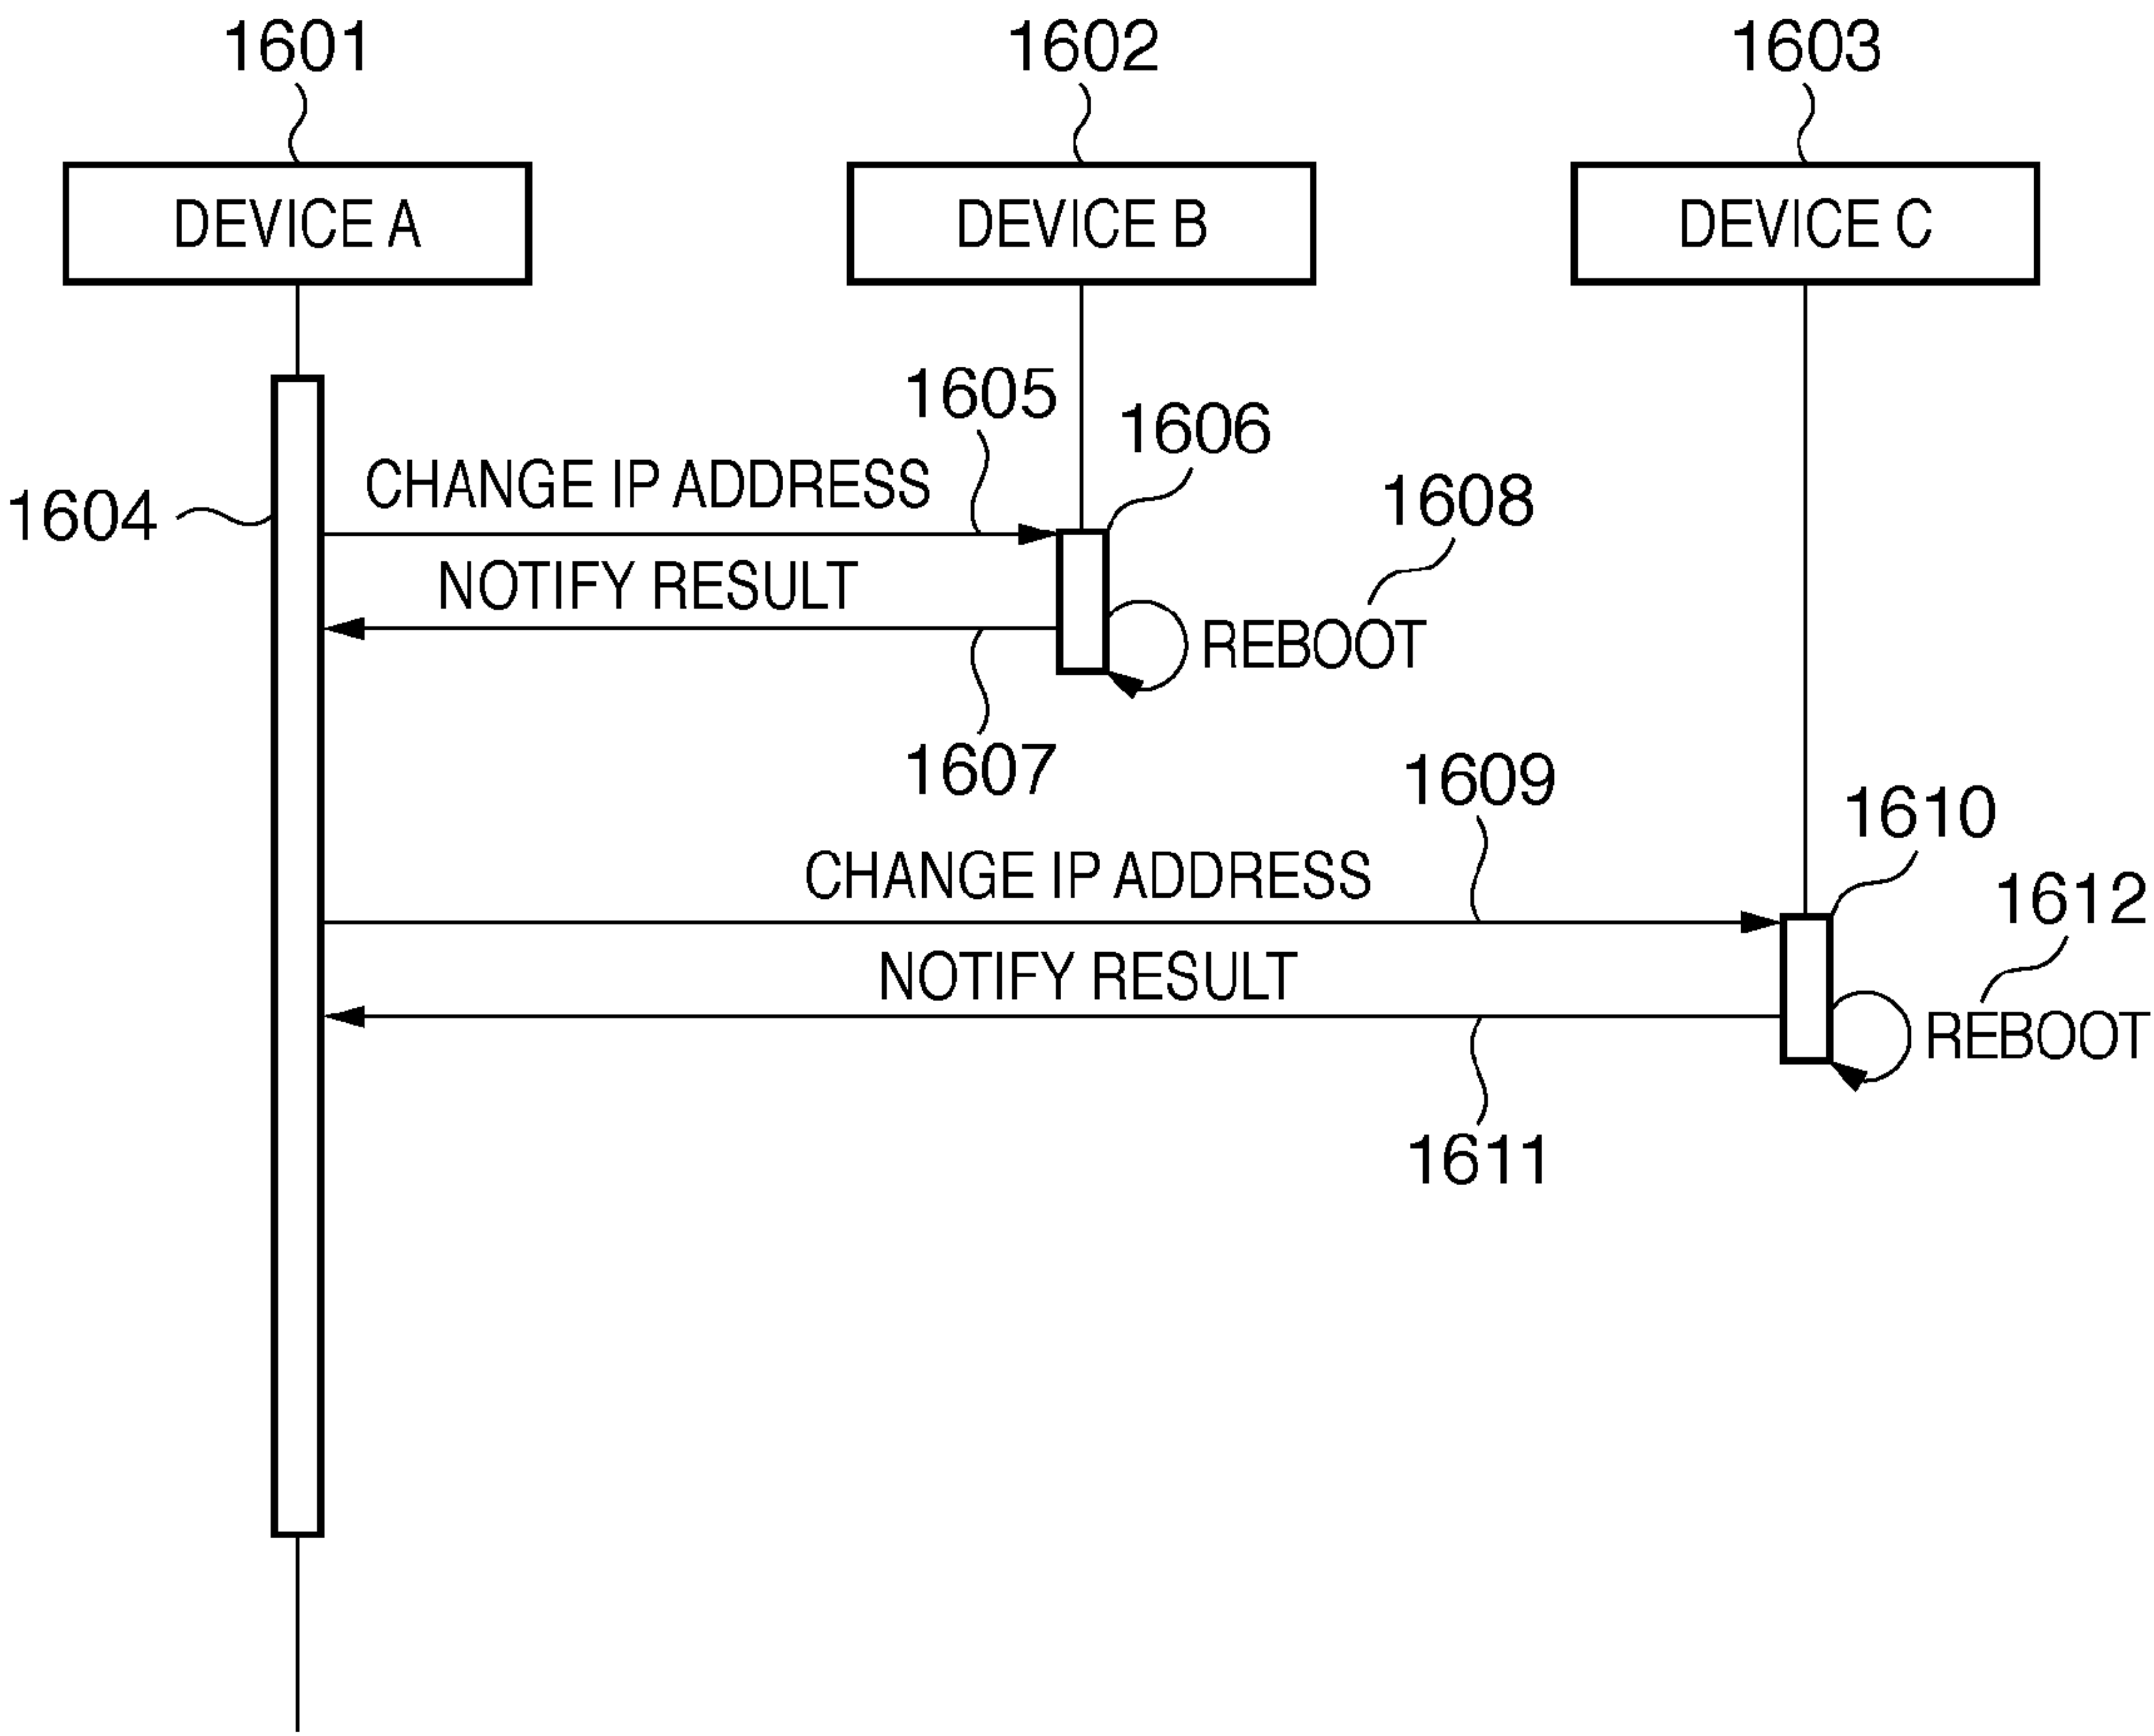 1601
1602
1603
DEVICE A
DEVICE B
DEVICE C
1605
1606
CHANGE IP ADDRESS
1608
1604
NOTIFY RESULT
REBOOT
1607
1609
1610
CHANGE IP ADDRESS
1612
NOTIFY RESULT
REBOOT
1611